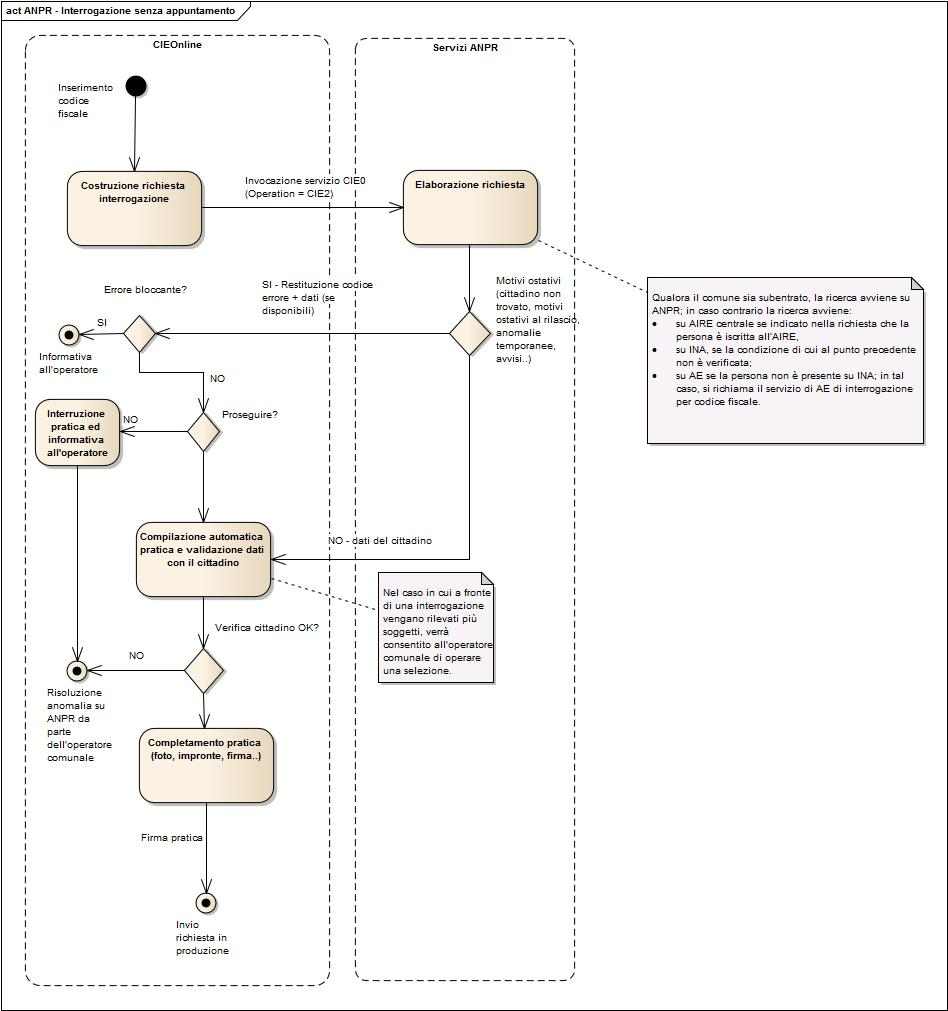 act ANPR - Interrogazione senza appuntamento
CIEOnline
Servizi ANPR
Inserimento
codice
fiscale
Costruzione richiesta
interrogazione
Invocazione servizio CIE0
(Operation = CIE2)
Elaborazione richiesta
Motivi ostativi
(cittadino non
trovato, motivi
ostativi al rilascio,
anomalie
temporanee,
avvisi..)
Qualora il comune sia subentrato, la ricerca avviene su
ANPR; in caso contrario la ricerca avviene:
• su AIRE centrale se indicato nella richiesta che la
persona è iscritta all'AIRE,
• su INA, se la condizione di cui al punto precedente
non è verificata;
• su AE se la persona non è presente su INA; in tal
caso, si richiama il servizio di AE di interrogazione
per codice fiscale.
SI - Restituzione codice
errore + dati (se
disponibili)
Errore bloccante?
SI
Informativa
all'operatore
NO
Proseguire?
NO
Interruzione
pratica ed
informativa
all'operatore
Compilazione automatica
pratica e validazione dati
con il cittadino
NO - dati del cittadino
Nel caso in cui a fronte
di una interrogazione
vengano rilevati più
soggetti, verrà
consentito all'operatore
comunale di operare
una selezione.
Verifica cittadino OK?
NO
Risoluzione
anomalia su
ANPR da
parte
dell'operatore
comunale
Completamento pratica
(foto, impronte, firma..)
Firma pratica
Invio
richiesta in
produzione